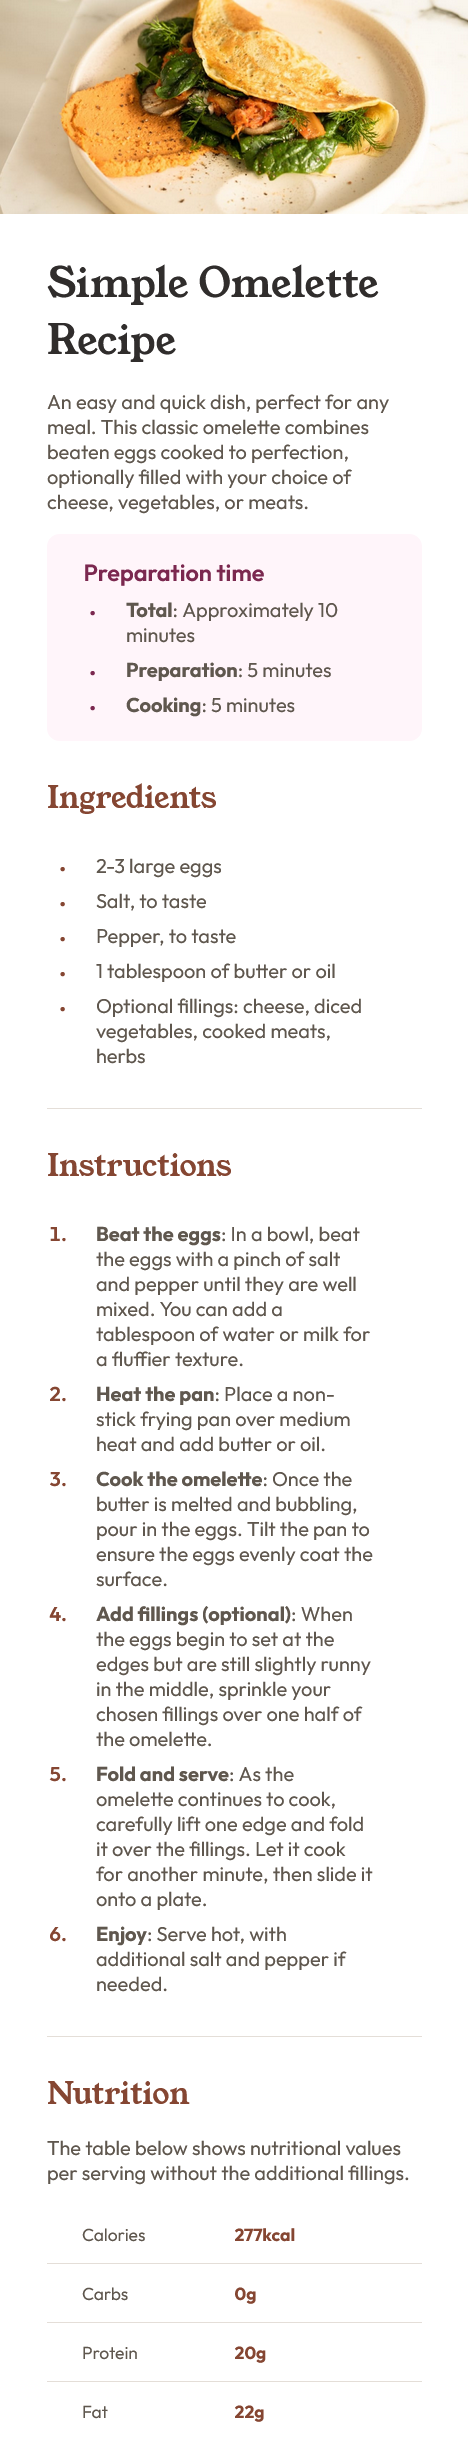 Simple Omelette
Recipe
An easy and quick dish, perfect for any
meal. This classic omelette combines
beaten eggs cooked to perfection,
optionally filled with your choice of
cheese, vegetables, or meats.
Preparation time
• Total: Approximately 10
minutes
• Preparation: 5 minutes
• Cooking: 5 minutes
Ingredients
• 2-3 large eggs
• Salt, to taste
• Pepper, to taste
• 1 tablespoon of butter or oil
• Optional fillings: cheese, diced
vegetables, cooked meats,
herbs
Instructions
1. Beat the eggs: In a bowl, beat
the eggs with a pinch of salt
and pepper until they are well
mixed. You can add a
tablespoon of water or milk for
a fluffier texture.
2. Heat the pan: Place a non-
stick frying pan over medium
heat and add butter or oil.
3. Cook the omelette: Once the
butter is melted and bubbling,
pour in the eggs. Tilt the pan to
ensure the eggs evenly coat the
surface.
4. Add fillings (optional): When
the eggs begin to set at the
edges but are still slightly runny
in the middle, sprinkle your
chosen fillings over one half of
the omelette.
5. Fold and serve: As the
omelette continues to cook,
carefully lift one edge and fold
it over the fillings. Let it cook
for another minute, then slide it
onto a plate.
6. Enjoy: Serve hot, with
additional salt and pepper if
needed.
Nutrition
The table below shows nutritional values
per serving without the additional fillings.
Calories 277kcal
Carbs 0g
Protein 20g
Fat 22g